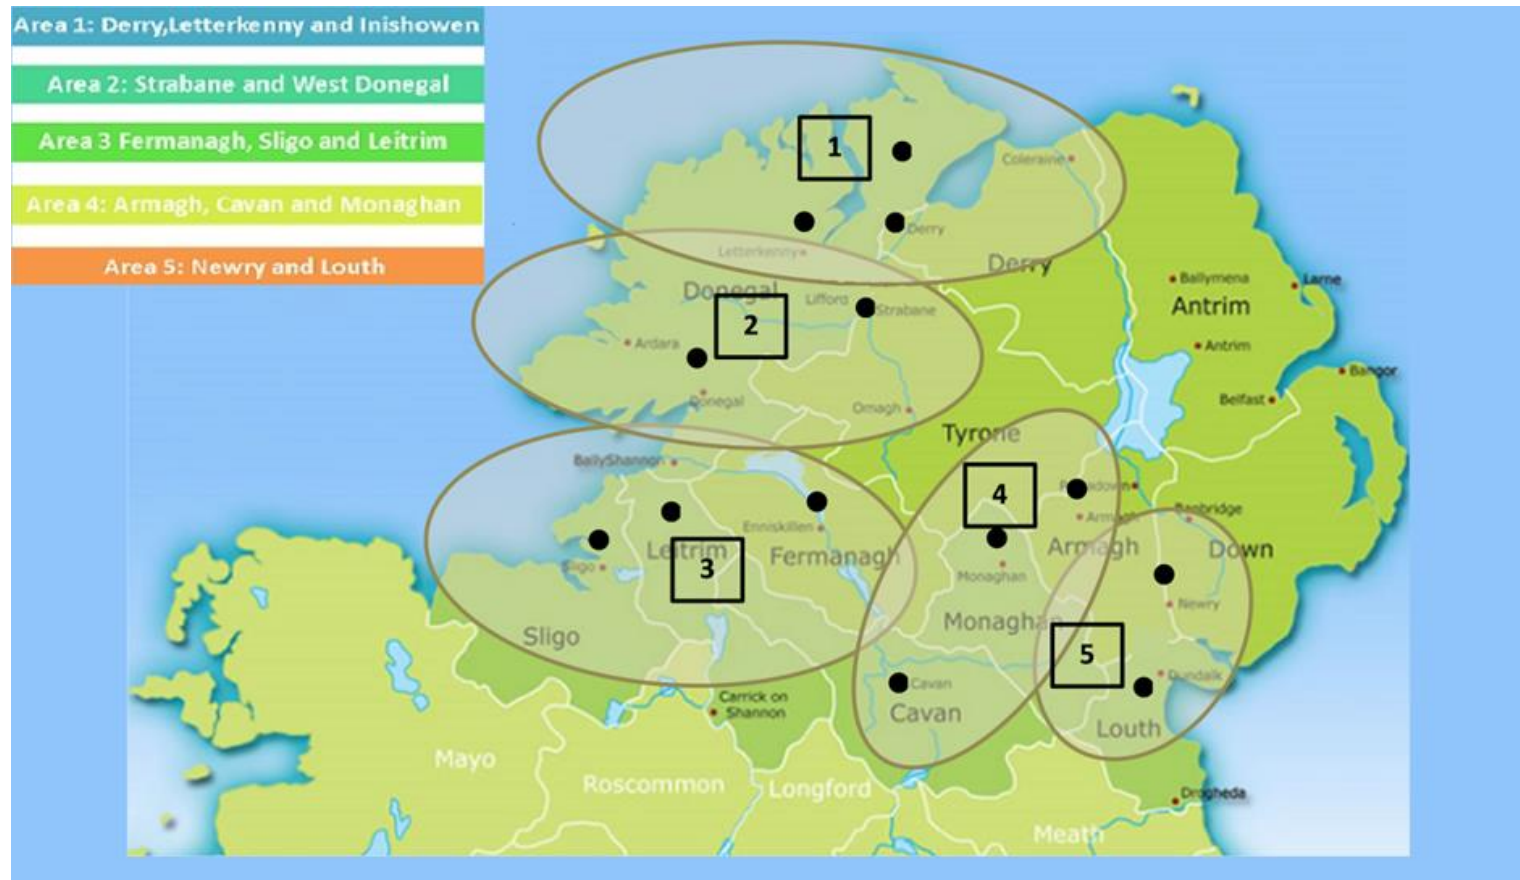 Area 1: Derry,Letterkenny and Inishowen
Area 2: Strabane and West Donegal
Area 3 Fermanagh, Sligo and Leitrim
Area 4: Armagh, Cavan and Monaghan
Area 5: Newry and Louth
1
Coleraine
Derry
Letterkenny
Derry
Donegal
Lifford
Strabane
2
Ardara
Donegal
Omagh
Ballymena
Larne
Antrim
Antrim
Bangor
Belfast
Tyrone
BallyShannon
4
Enniskillen
Leitrim
Fermanagh
3
Sligo
Sligo
Armagh
Banbridge
Armagh
Down
Monaghan
Monaghan
Newry
5
Dundalk
Cavan
Cavan
Louth
Carrick on
Shannon
Mayo
Roscommon
Longford
Drogheda
Meath